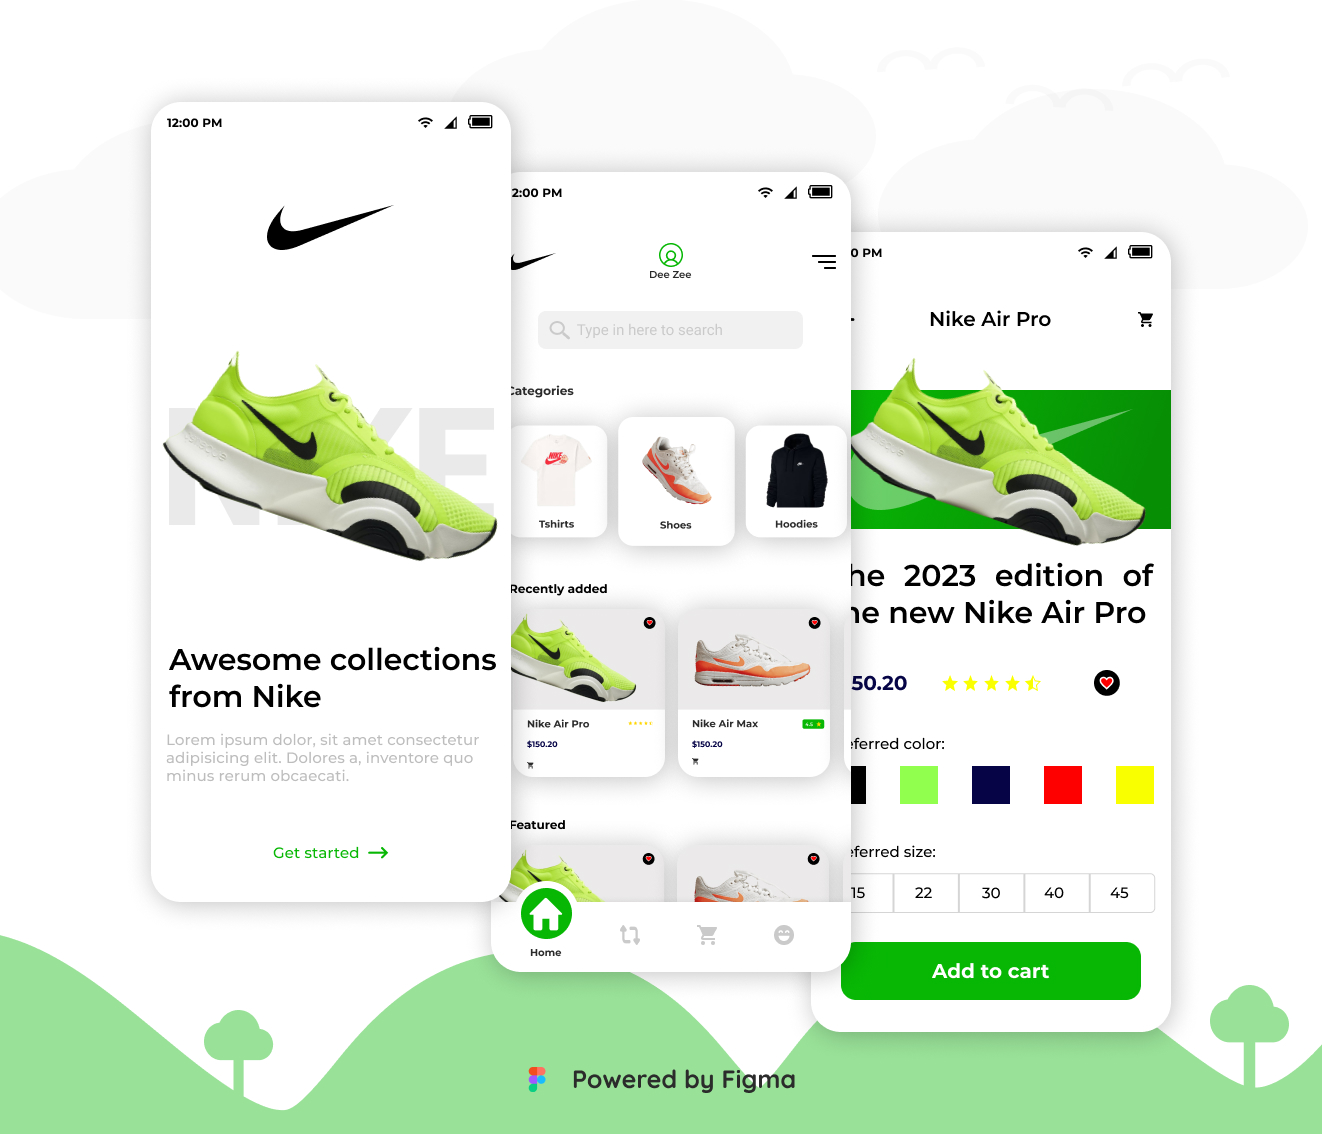 12:00 PM
NIKE
Awesome collections
from Nike
Lorem ipsum dolor, sit amet consectetur
adipisicing elit. Dolores a, inventore quo
minus rerum obcaecati.
Get started
2:00 PM
Dee Zee
Type in here to search
Categories
NIKE
Tshirts
Shoes
Hoodies
Recently added
Nike Air Pro
$150.20
Nike Air Max
4.5
$150.20
Featured
Home
0 PM
Nike Air Pro
he 2023 edition of
he new Nike Air Pro
50.20
eferred color:
eferred size:
15 22 30 40 45
Add to cart
Powered by Figma